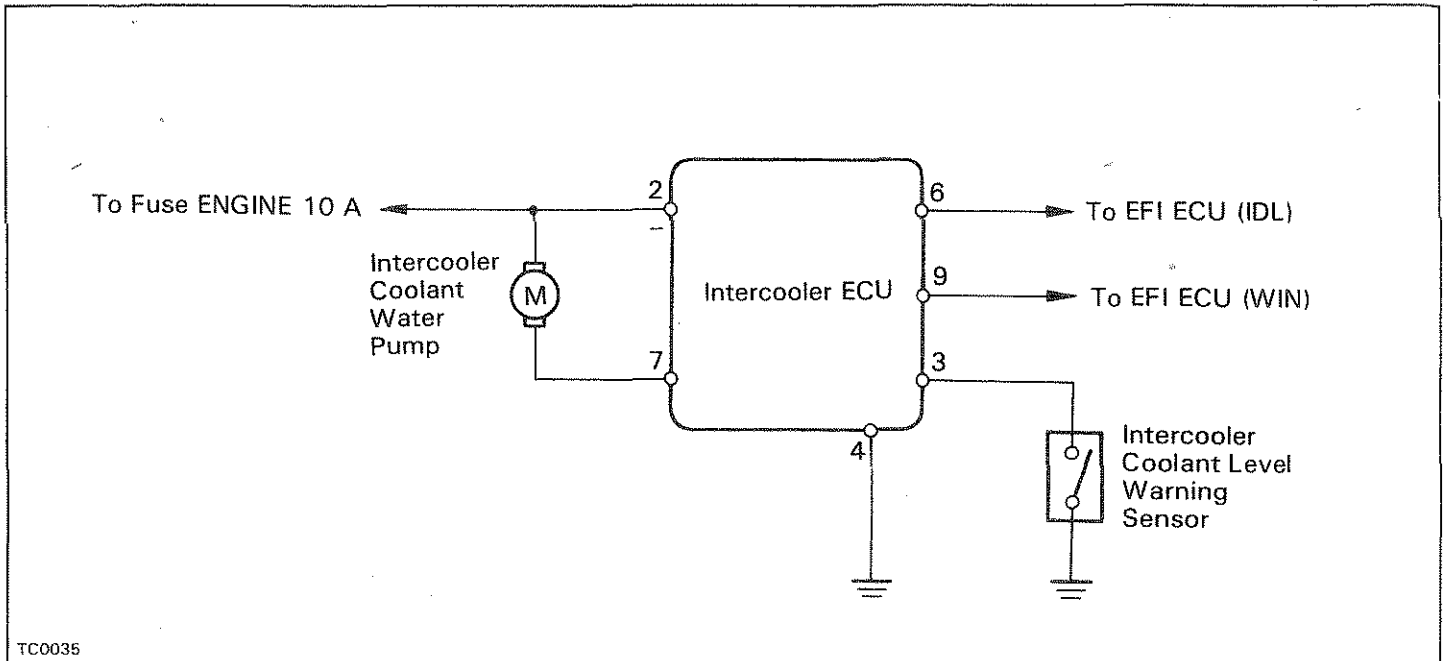 To Fuse ENGINE 10 A
2
Intercooler
Coolant
Water
Pump
M
7
Intercooler ECU
4
6
To EFI ECU (IDL)
9
To EFI ECU (WIN)
3
Intercooler
Coolant Level
Warning
Sensor
TC0035